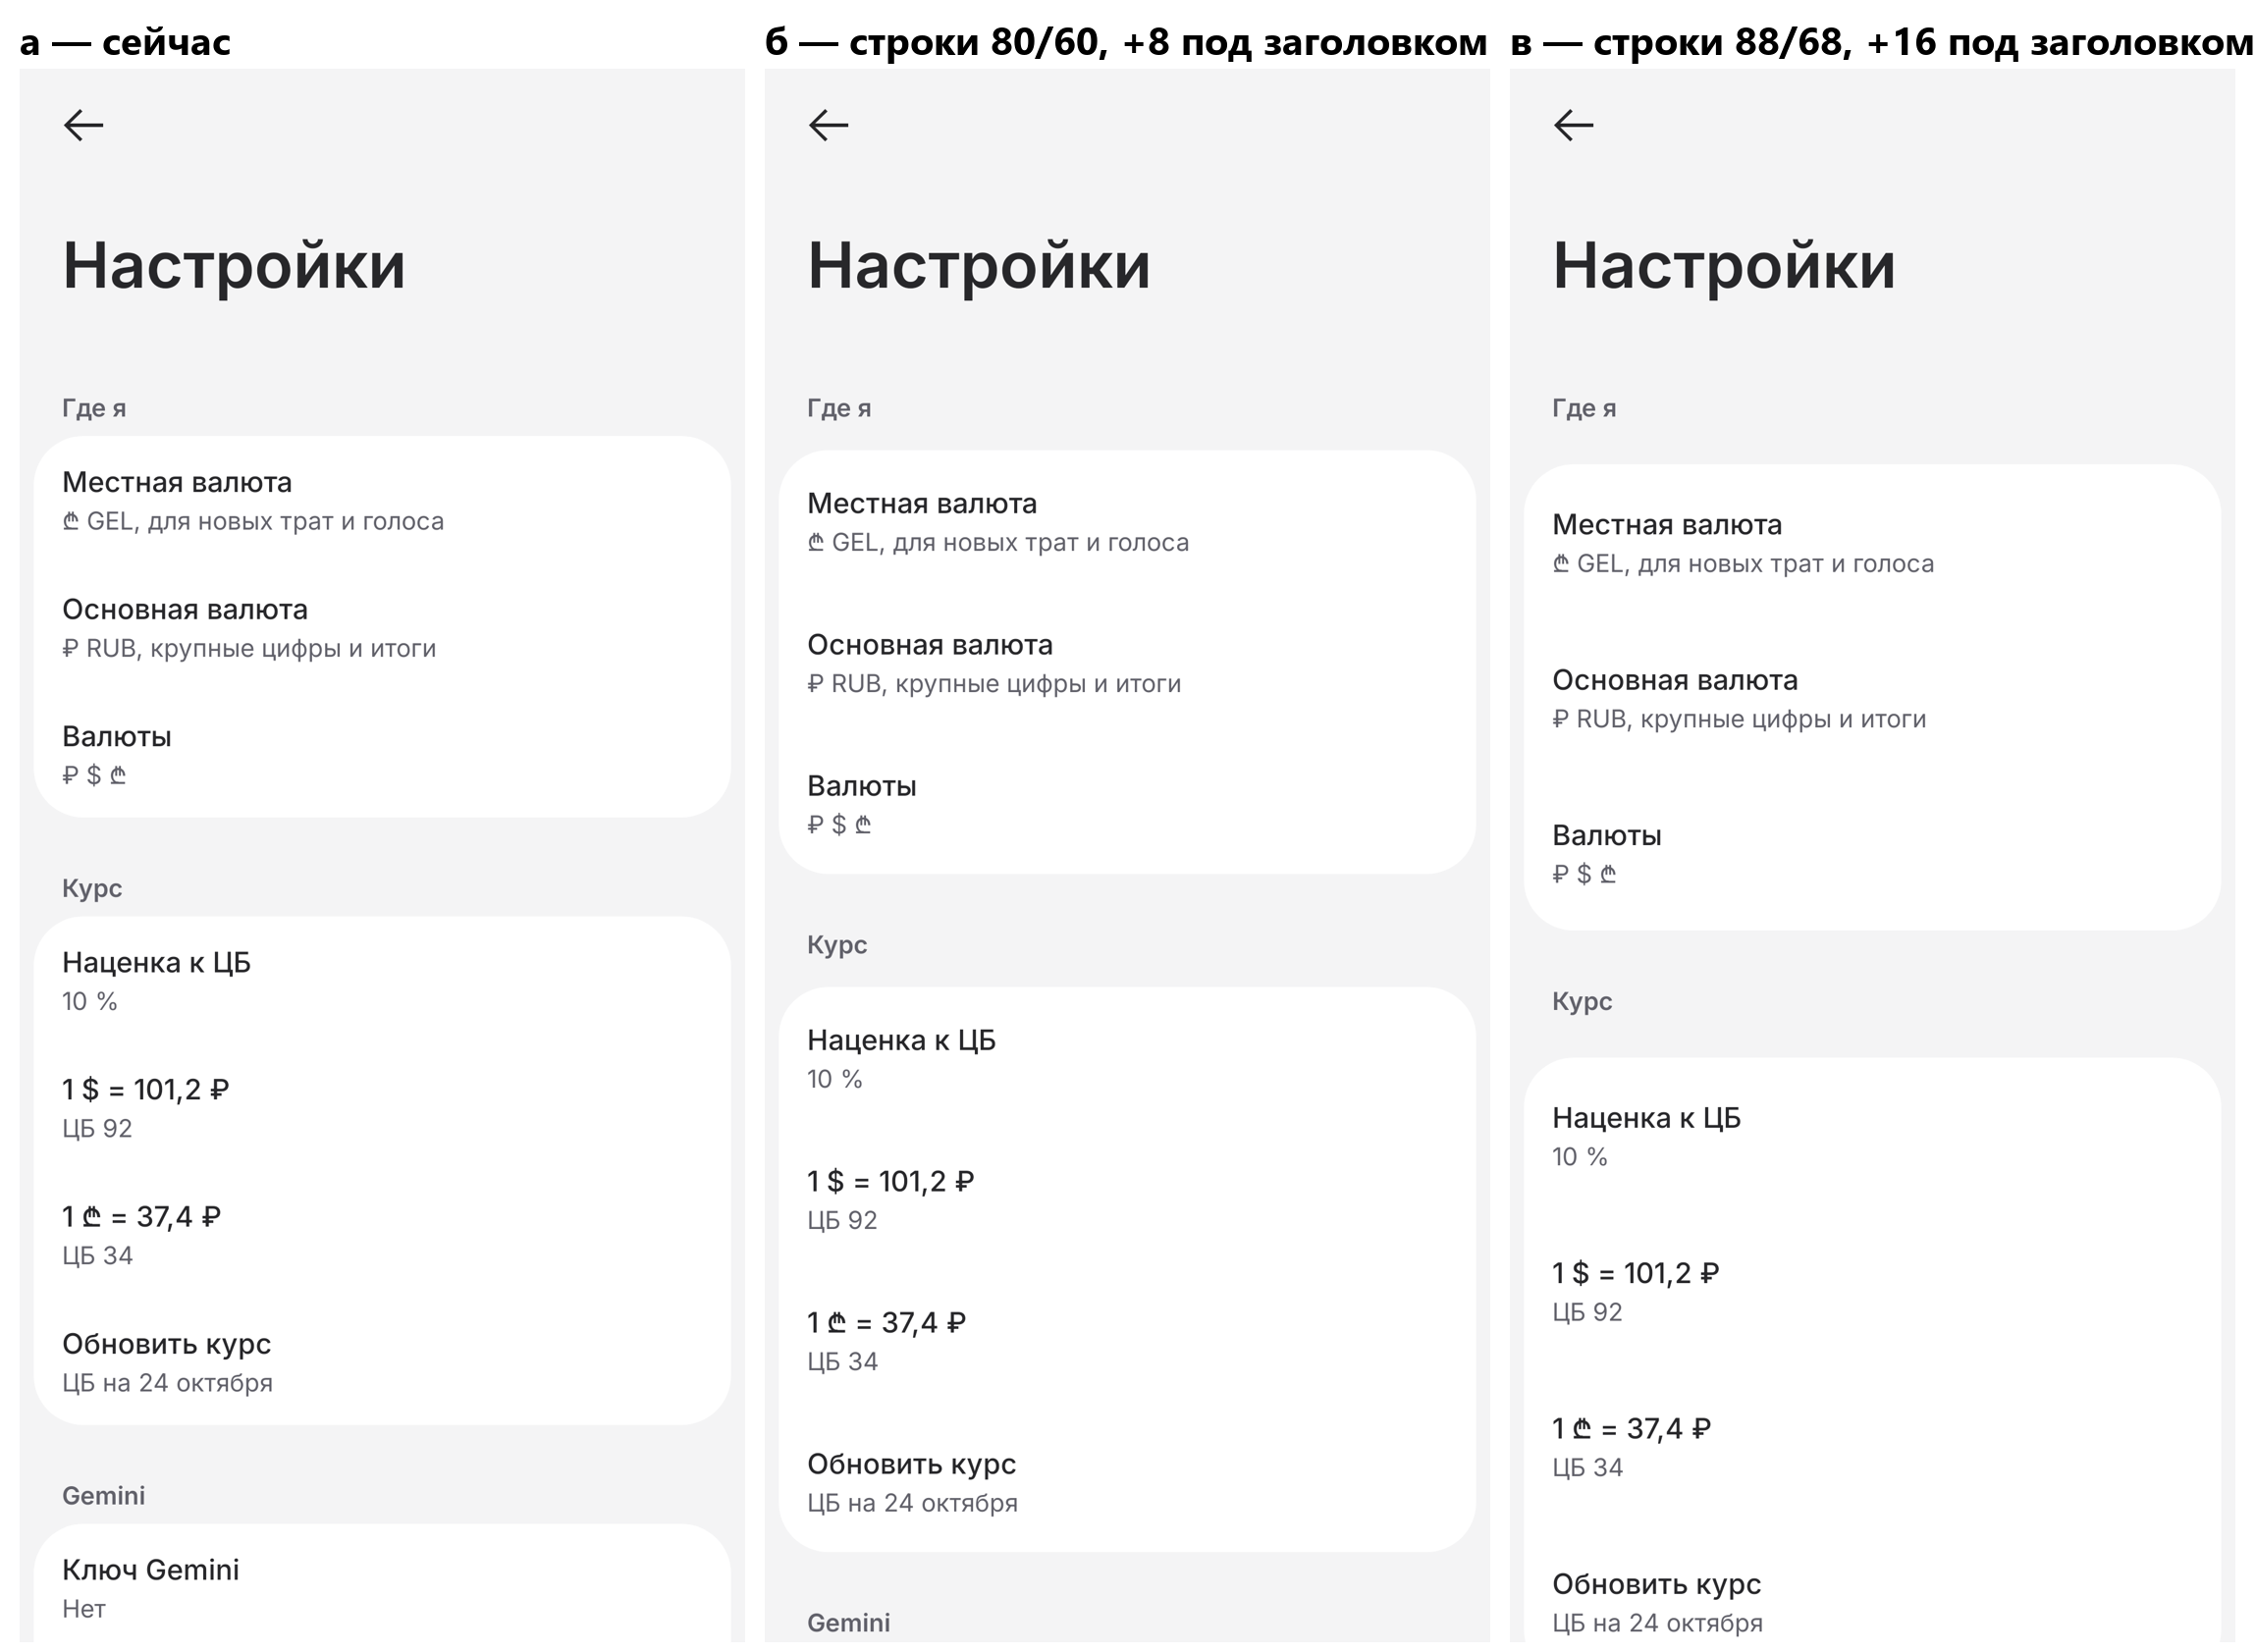 а — сейчас
Настройки
Где я
Местная валюта
₾ GEL, для новых трат и голоса
Основная валюта
₽ RUB, крупные цифры и итоги
Валюты
₽ $ ₾
Курс
Наценка к ЦБ
10 %
1 $ = 101,2 ₽
ЦБ 92
1 ₾ = 37,4 ₽
ЦБ 34
Обновить курс
ЦБ на 24 октября
Gemini
Ключ Gemini
Нет
б — строки 80/60, +8 под заголовком
Настройки
Где я
Местная валюта
₾ GEL, для новых трат и голоса
Основная валюта
₽ RUB, крупные цифры и итоги
Валюты
₽ $ ₾
Курс
Наценка к ЦБ
10 %
1 $ = 101,2 ₽
ЦБ 92
1 ₾ = 37,4 ₽
ЦБ 34
Обновить курс
ЦБ на 24 октября
Gemini
в — строки 88/68, +16 под заголовком
Настройки
Где я
Местная валюта
₾ GEL, для новых трат и голоса
Основная валюта
₽ RUB, крупные цифры и итоги
Валюты
₽ $ ₾
Курс
Наценка к ЦБ
10 %
1 $ = 101,2 ₽
ЦБ 92
1 ₾ = 37,4 ₽
ЦБ 34
Обновить курс
ЦБ на 24 октября